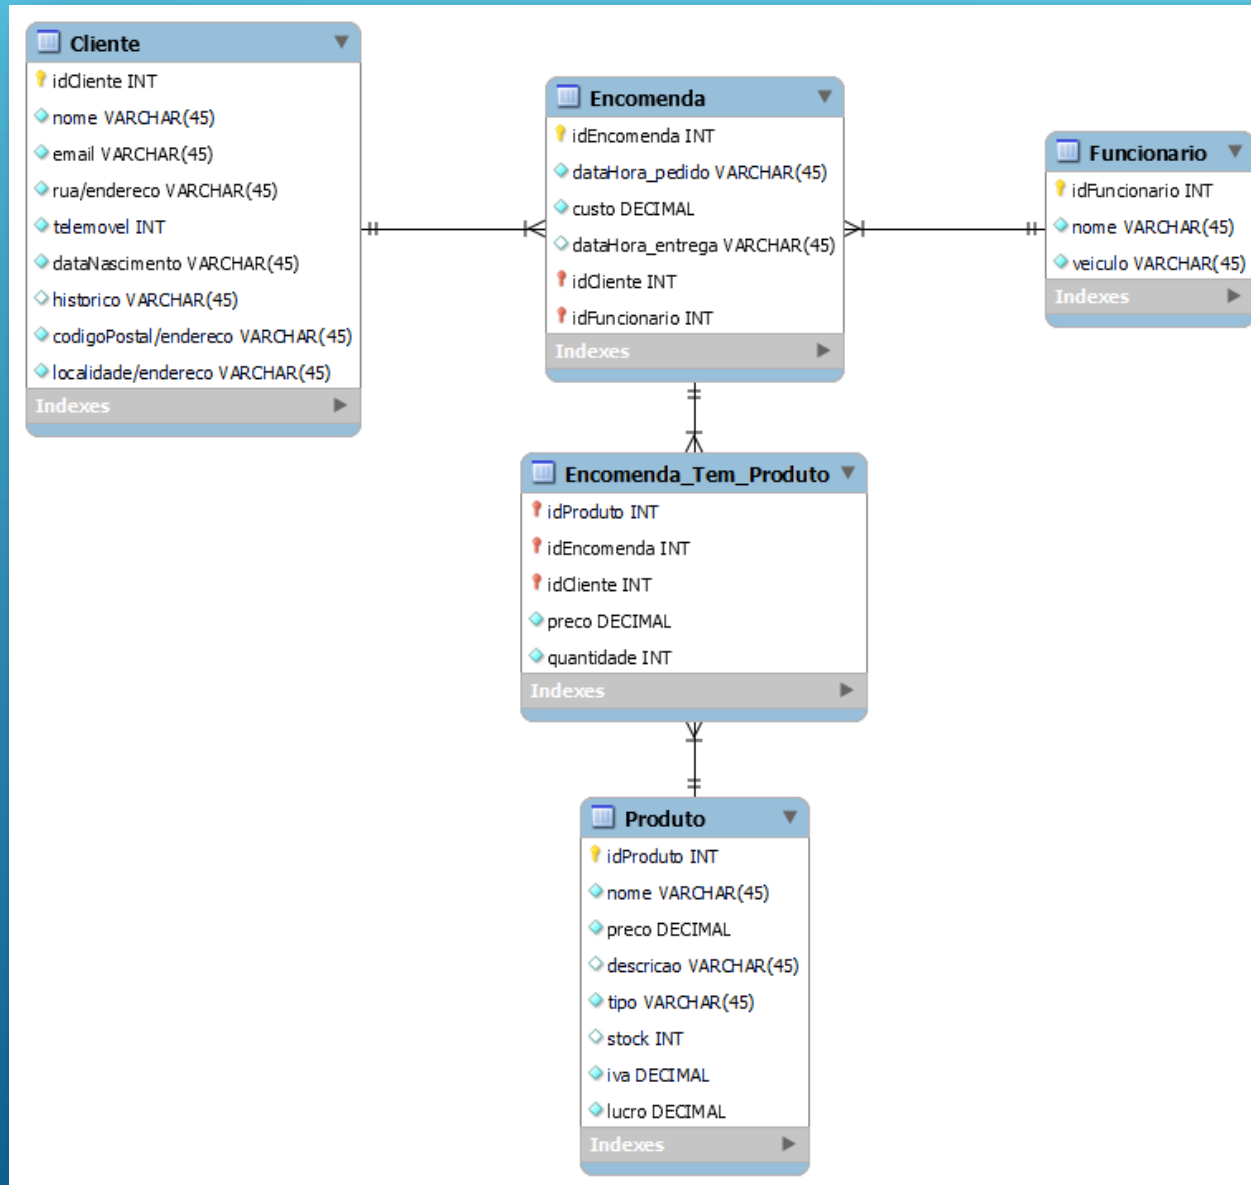 Cliente
idCliente INT
nome VARCHAR(45)
email VARCHAR(45)
rua/endereco VARCHAR(45)
telemovel INT
dataNascimento VARCHAR(45)
historico VARCHAR(45)
codigoPostal/endereco VARCHAR(45)
localidade/endereco VARCHAR(45)
Indexes
Encomenda
idEncomenda INT
dataHora_pedido VARCHAR(45)
custo DECIMAL
dataHora_entrega VARCHAR(45)
idCliente INT
idFuncionario INT
Indexes
Funcionario
idFuncionario INT
nome VARCHAR(45)
veiculo VARCHAR(45)
Indexes
Encomenda_Tem_Produto
idProduto INT
idEncomenda INT
idCliente INT
preco DECIMAL
quantidade INT
Indexes
Produto
idProduto INT
nome VARCHAR(45)
preco DECIMAL
descricao VARCHAR(45)
tipo VARCHAR(45)
stock INT
iva DECIMAL
lucro DECIMAL
Indexes